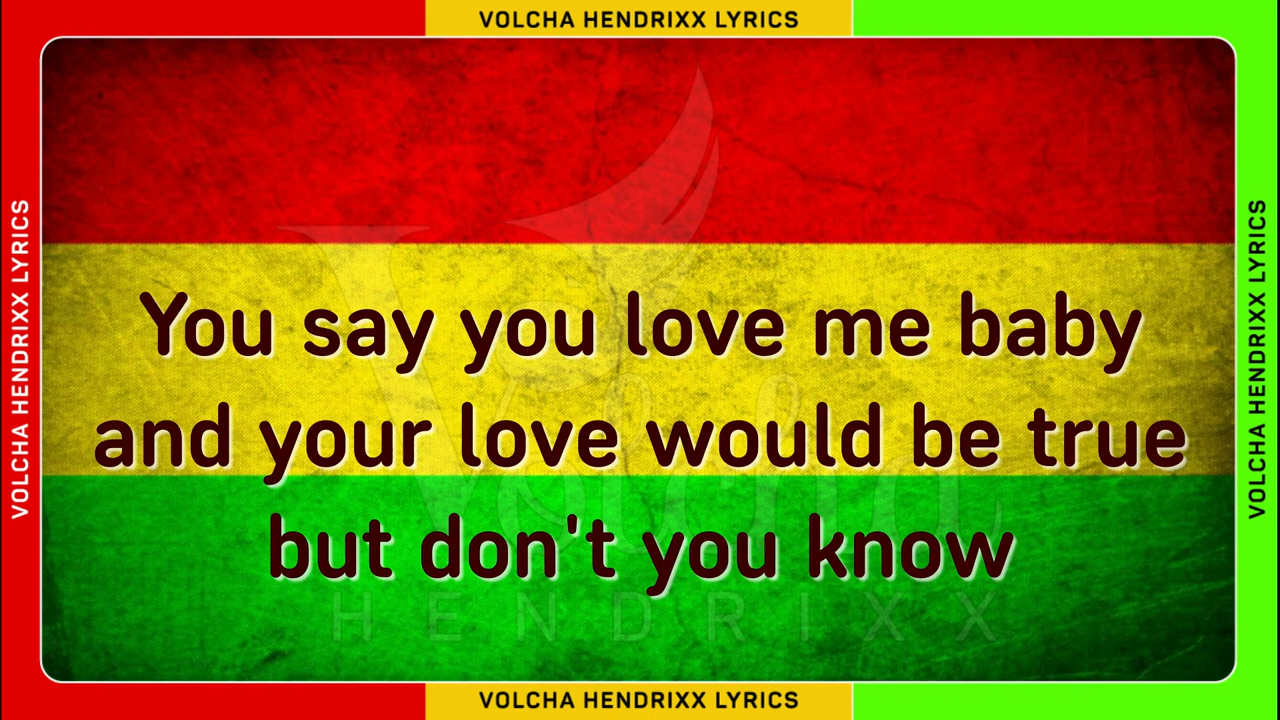 VOLCHA HENDRIXX LYRICS
VOLCHA HENDRIXX LYRICS
You say you love me baby
and your love would be true
but don't you know
Volcha
HENDRIXX
VOLCHA HENDRIXX LYRICS
VOLCHA HENDRIXX LYRICS